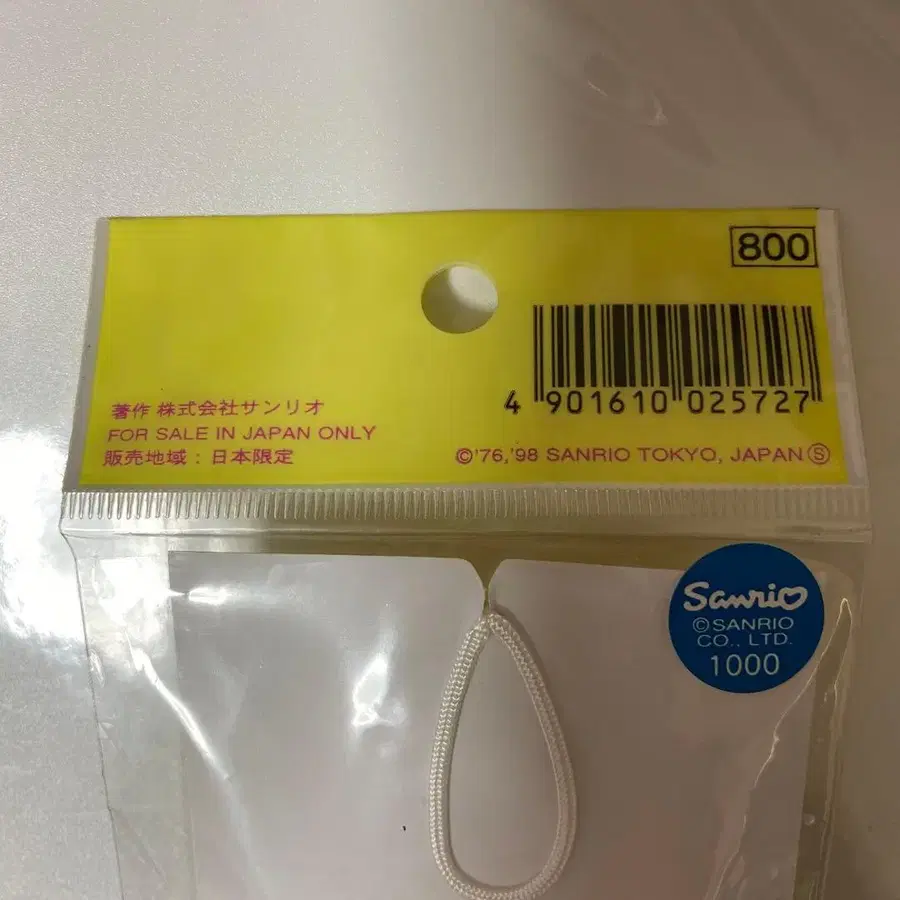 800
4 901610 025727
著作 株式会社サンリオ
FOR SALE IN JAPAN ONLY
販売地域：日本限定
©'76,'98 SANRIO TOKYO, JAPAN Ⓢ
Sanrio
©SANRIO
CO., LTD.
1000